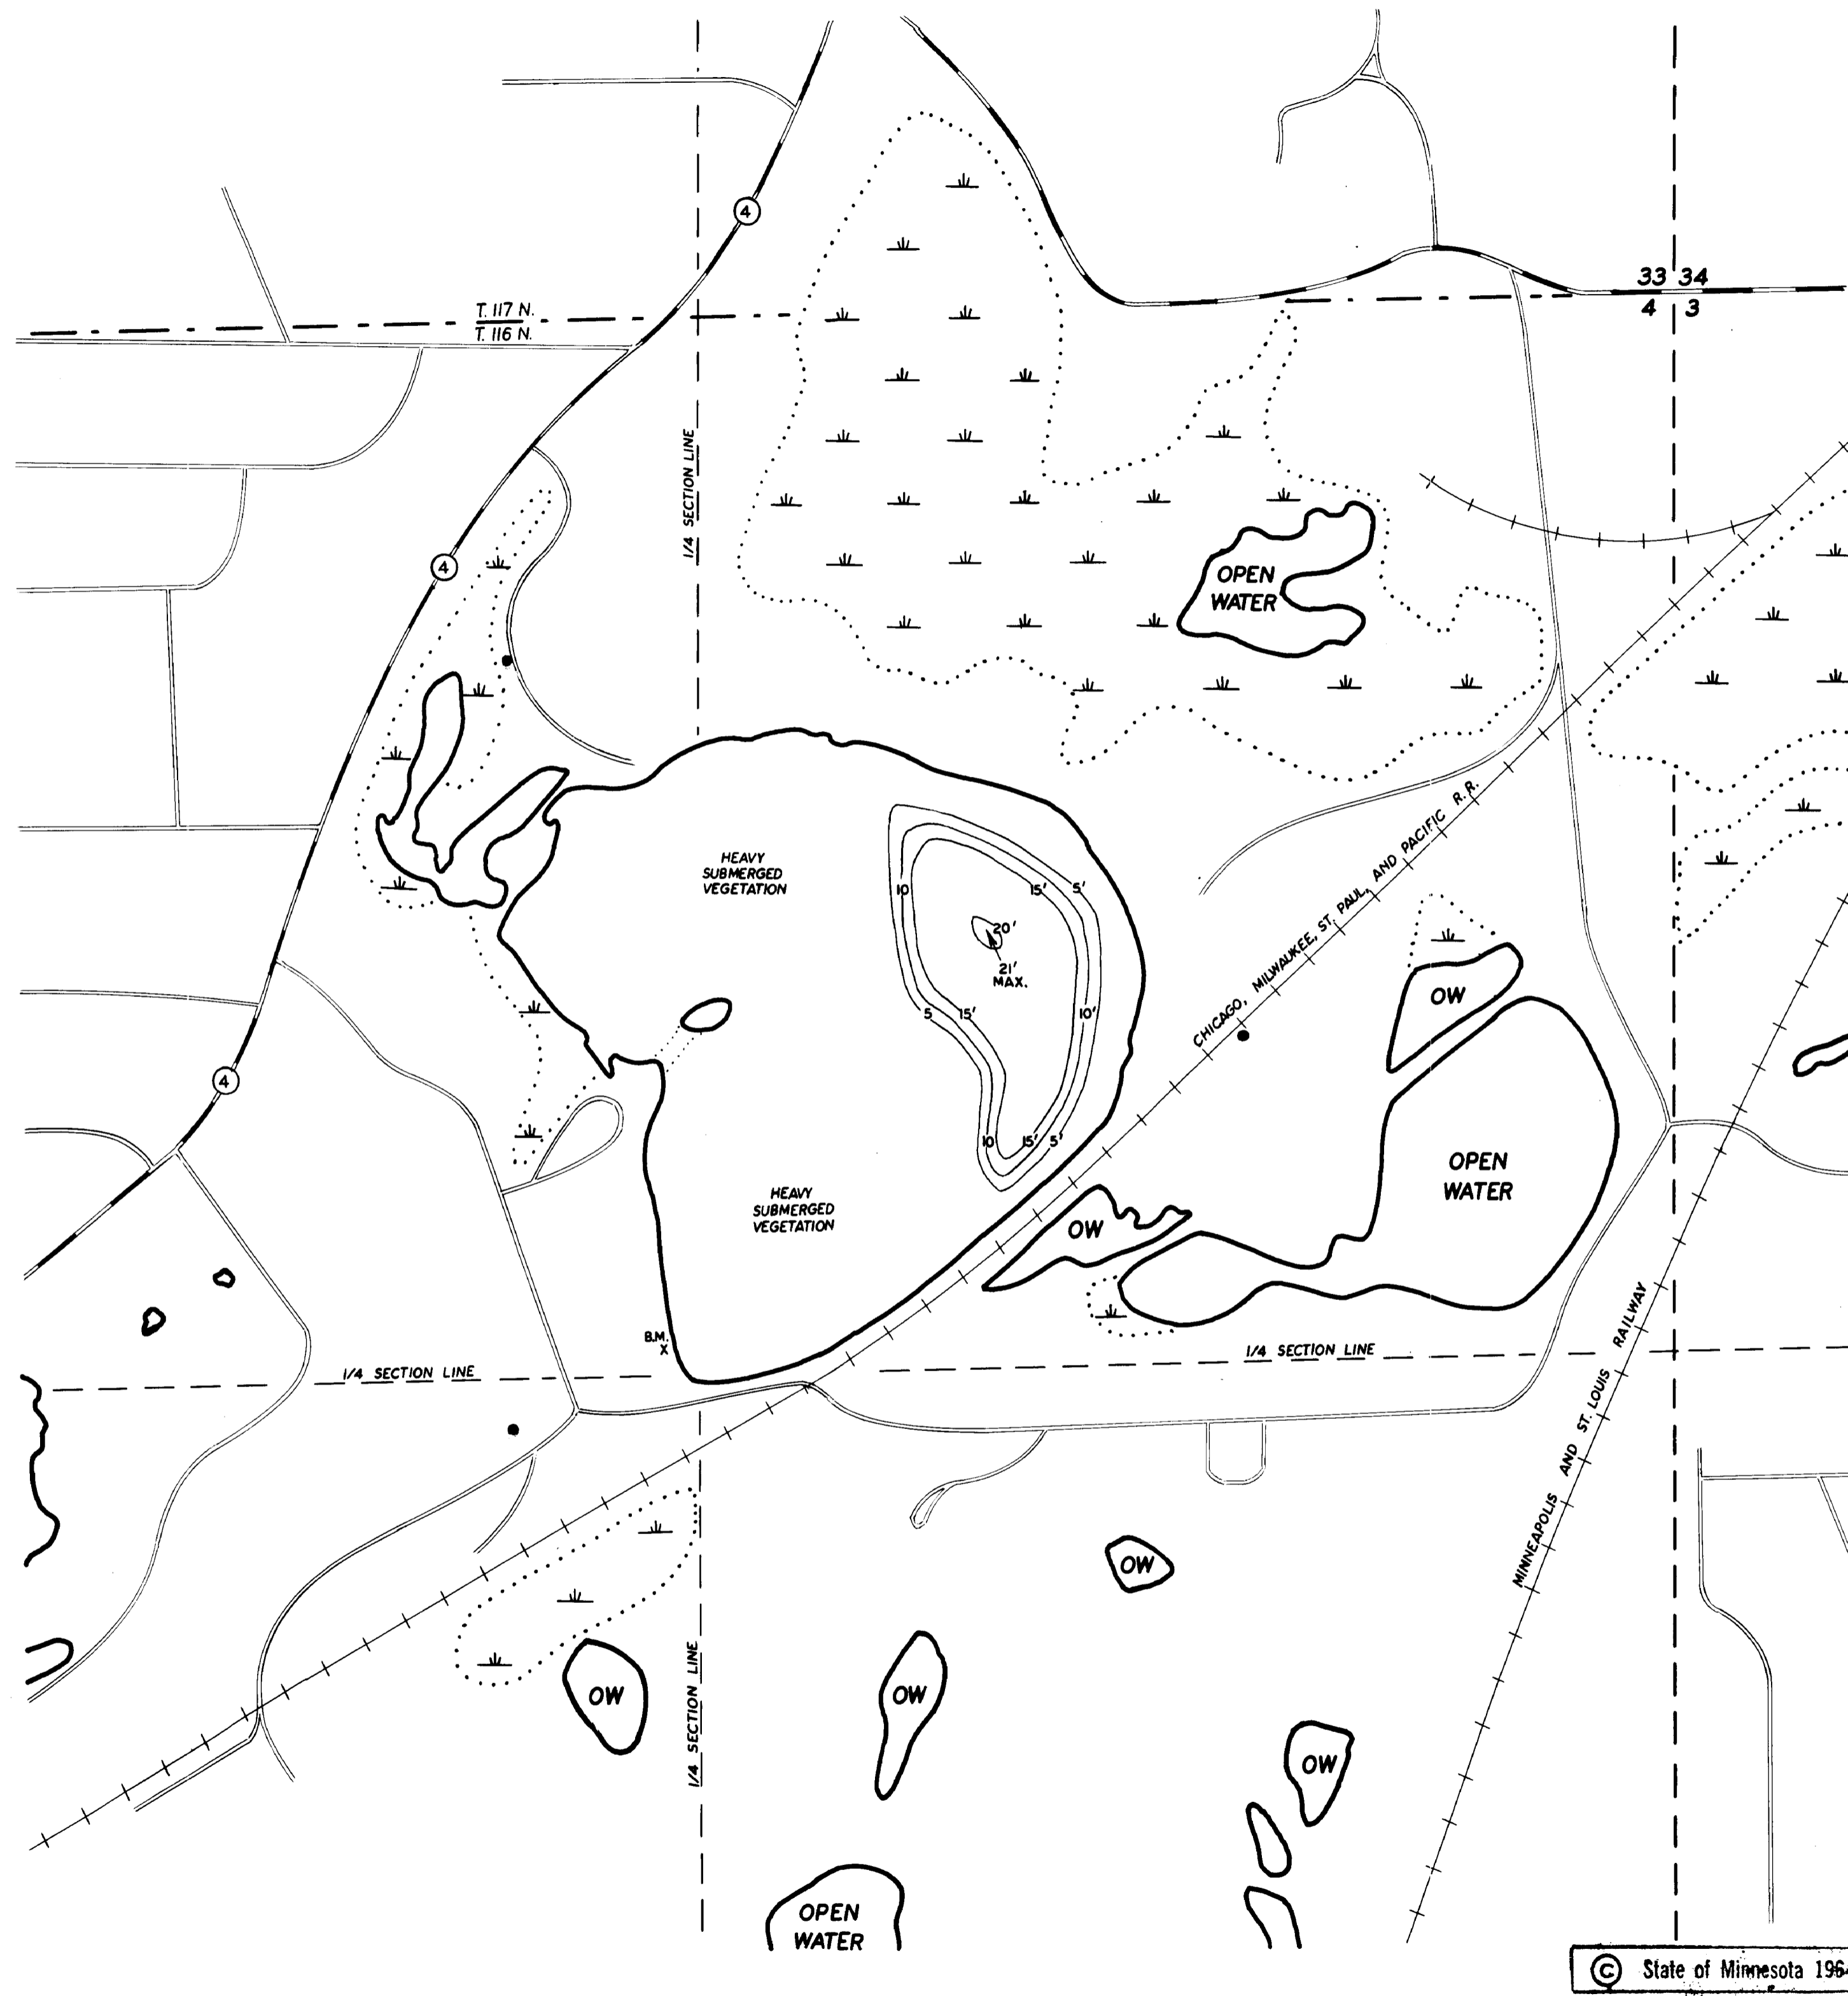 4
33 34
4 3
T. 117 N.
T. 116 N.
1/4 SECTION LINE
4
OPEN
WATER
CHICAGO, MILWAUKEE, ST. PAUL, AND PACIFIC R.R.
HEAVY
SUBMERGED
VEGETATION
10
15'
5'
20'
21'
MAX.
OW
5
15'
10'
4
10
15'
5'
OPEN
WATER
HEAVY
SUBMERGED
VEGETATION
OW
B.M.
X
1/4 SECTION LINE
1/4 SECTION LINE
MINNEAPOLIS AND ST. LOUIS RAILWAY
OW
1/4 SECTION LINE
OW
OW
OW
OPEN
WATER
© State of Minnesota 1964